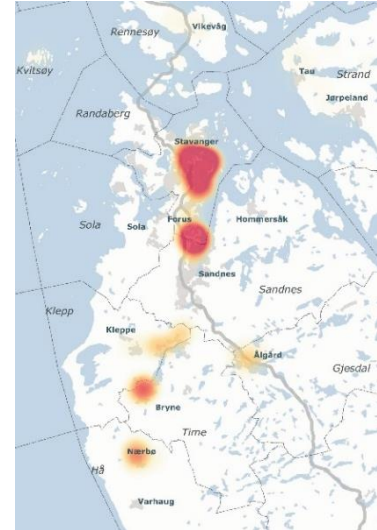 Vikevåg
Rennesøy
Kvitsøy
Tau
Strand
Jørpeland
Randaberg
Stavanger
Forus
Hommersåk
Sola
Sola
Sandnes
Sandnes
Klepp
Kleppe
Ålgård
Gjesdal
Bryne
Time
Nærbø
Hå
Varhaug